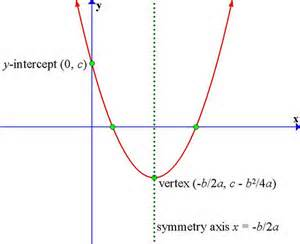 y
y-intercept (0, c)
x
vertex (-b/2a, c - b²/4a)
symmetry axis x = -b/2a